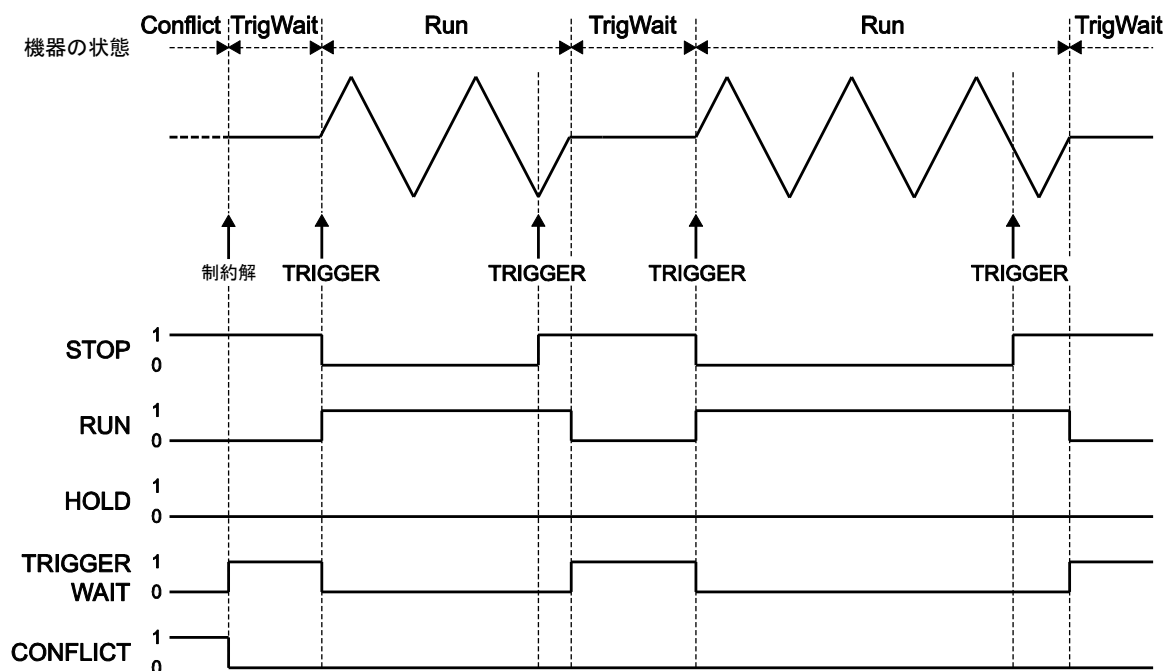 Conflict TrigWait Run TrigWait Run TrigWait
機器の状態
制約解 TRIGGER TRIGGER TRIGGER TRIGGER
STOP 1
0
RUN 1
0
HOLD 1
0
TRIGGER WAIT 1
0
CONFLICT 1
0